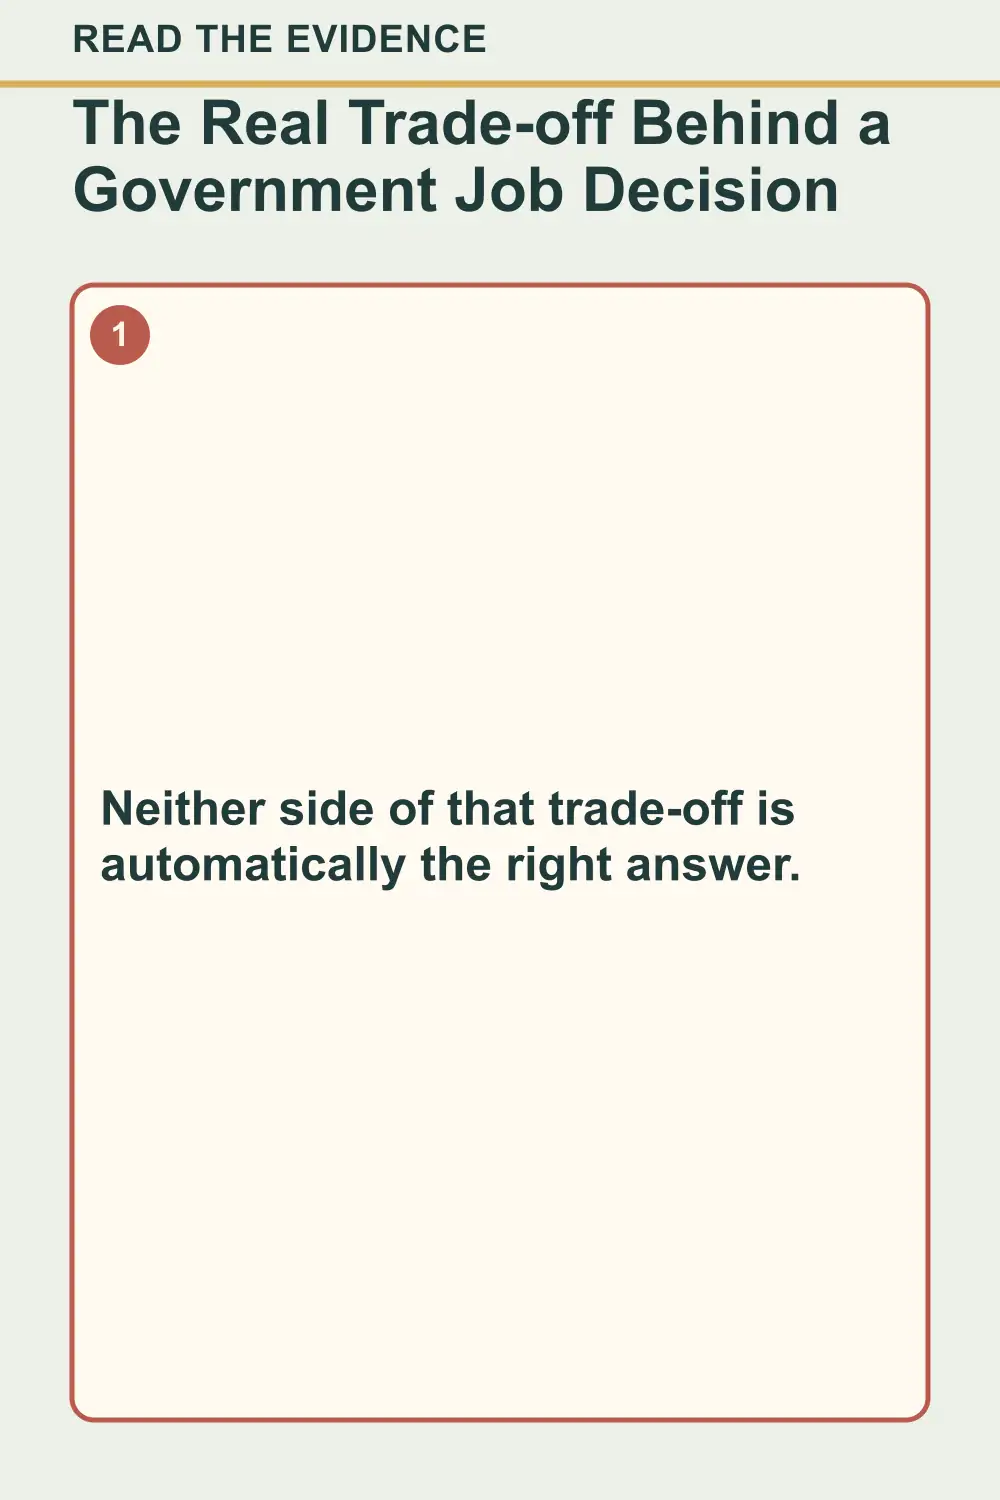 READ THE EVIDENCE
The Real Trade-off Behind a
Government Job Decision
1
Neither side of that trade-off is
automatically the right answer.